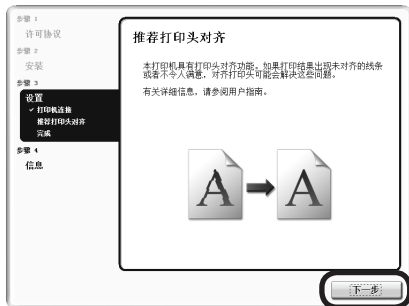 步骤 1
许可协议
步骤 2
安装
步骤 3
设置
✓ 打印机连接
推荐打印头对齐
完成
步骤 4
信息
推荐打印头对齐
本打印机具有打印头对齐功能。如果打印结果出现未对齐的线条
或者不令人满意，对齐打印头可能会解决这些问题。
有关详细信息，请参阅用户指南。
A A
下一步